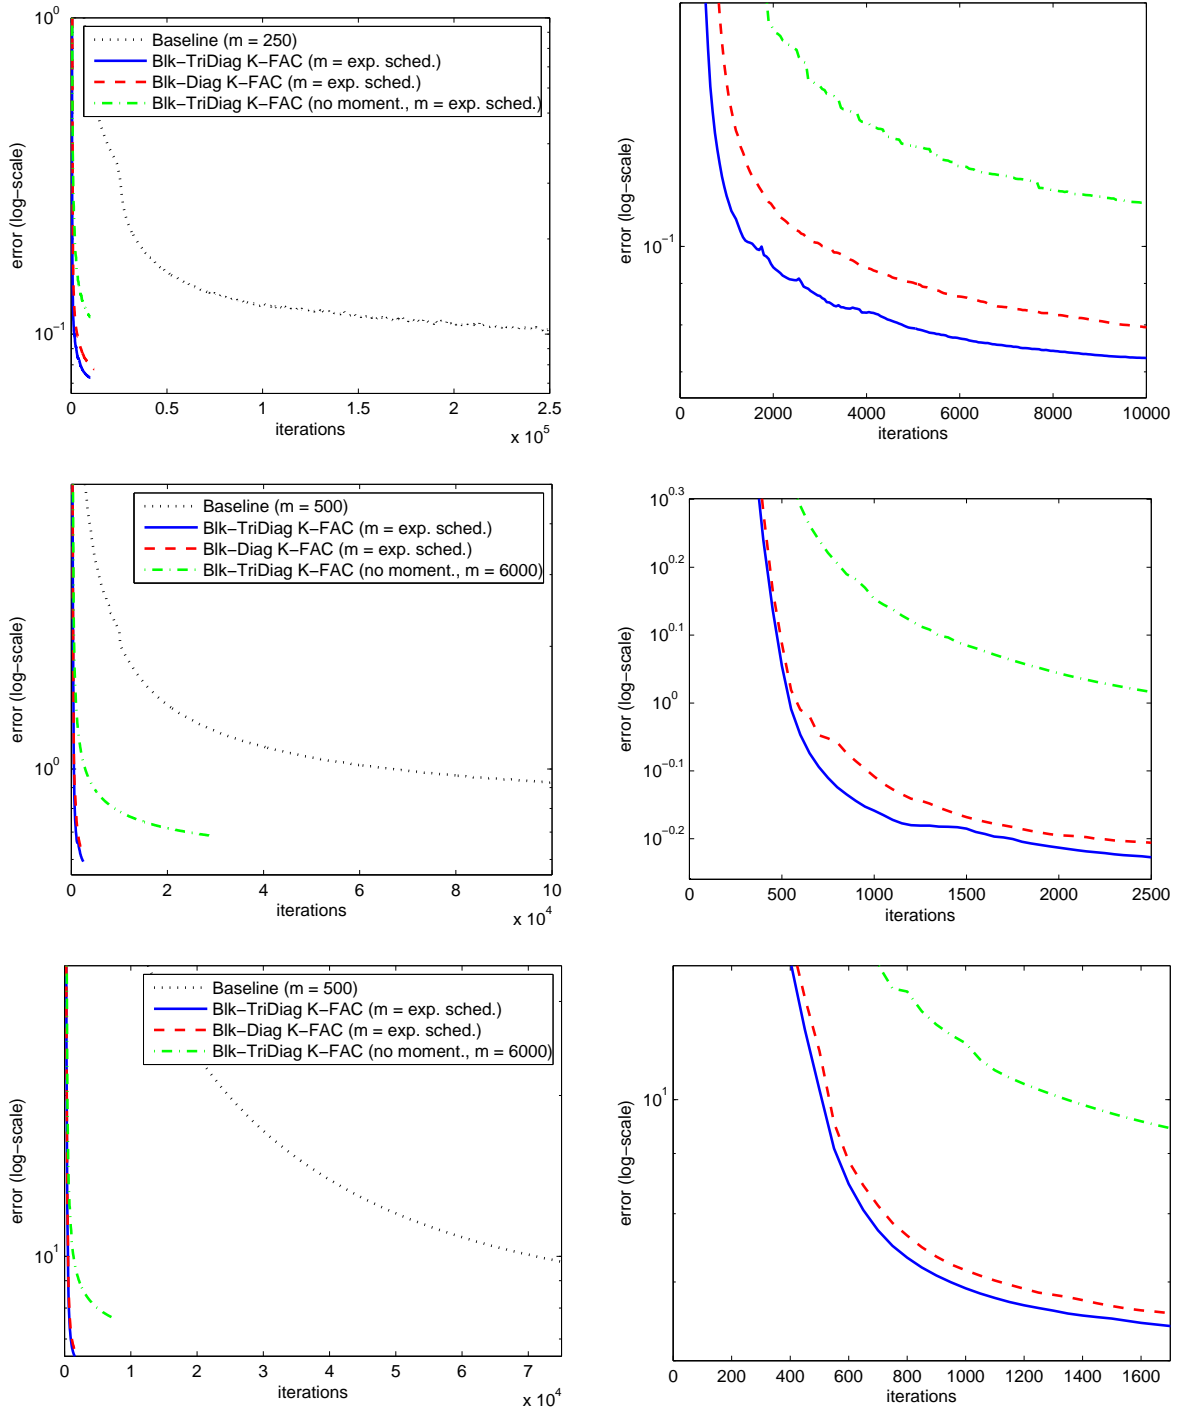 10^0
10^-1
error (log-scale)
Baseline (m = 250)
Blk-TriDiag K-FAC (m = exp. sched.)
Blk-Diag K-FAC (m = exp. sched.)
Blk-TriDiag K-FAC (no moment., m = exp. sched.)
0 0.5 1 1.5 2 2.5
iterations
x 10^5
10^-1
error (log-scale)
0 2000 4000 6000 8000 10000
iterations
10^0
error (log-scale)
Baseline (m = 500)
Blk-TriDiag K-FAC (m = exp. sched.)
Blk-Diag K-FAC (m = exp. sched.)
Blk-TriDiag K-FAC (no moment., m = 6000)
0 2 4 6 8 10
iterations
x 10^4
10^0.3
10^0.2
10^0.1
10^0
10^-0.1
10^-0.2
error (log-scale)
0 500 1000 1500 2000 2500
iterations
10^1
error (log-scale)
Baseline (m = 500)
Blk-TriDiag K-FAC (m = exp. sched.)
Blk-Diag K-FAC (m = exp. sched.)
Blk-TriDiag K-FAC (no moment., m = 6000)
0 1 2 3 4 5 6 7
iterations
x 10^4
10^1
error (log-scale)
0 200 400 600 800 1000 1200 1400 1600
iterations